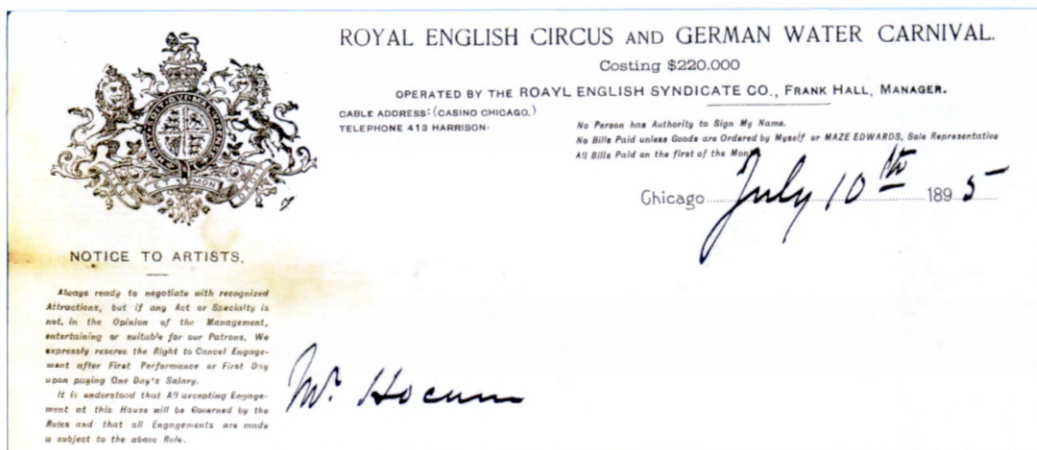 ROYAL ENGLISH CIRCUS AND GERMAN WATER CARNIVAL.
Costing $220.000
OPERATED BY THE ROAYL ENGLISH SYNDICATE CO., FRANK HALL, MANAGER.
CABLE ADDRESS: (CASINO CHICAGO.)
TELEPHONE 413 HARRISON-
No Person has Authority to Sign My Name.
No Bills Paid unless Goods are Ordered by Myself or MAZE EDWARDS, Sole Representative
All Bills Paid on the first of the Month
Chicago July 10th 1895
NOTICE TO ARTISTS.
Always ready to negotiate with recognized
Attractions, but if any Act or Specialty is
not, in the Opinion of the Management,
entertaining or suitable for our Patrons, We
expressly reserve the Right to Cancel Engage-
ment after First Performance or First Day
upon paying One Day's Salary.
It is understood that All accepting Engage-
ment at this House will be Governed by the
Rules and that all Engagements are made
a subject to the above Rule.
Mr. Hocum